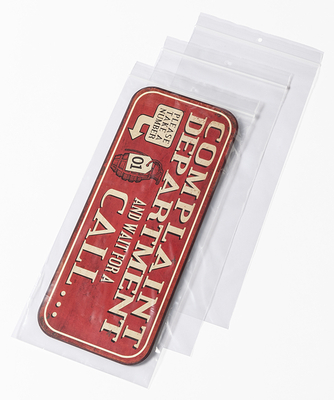 COMPLAINT
DEPARTMENT
PLEASE
TAKE A
NUMBER
01
AND WAIT FOR A
CALL...